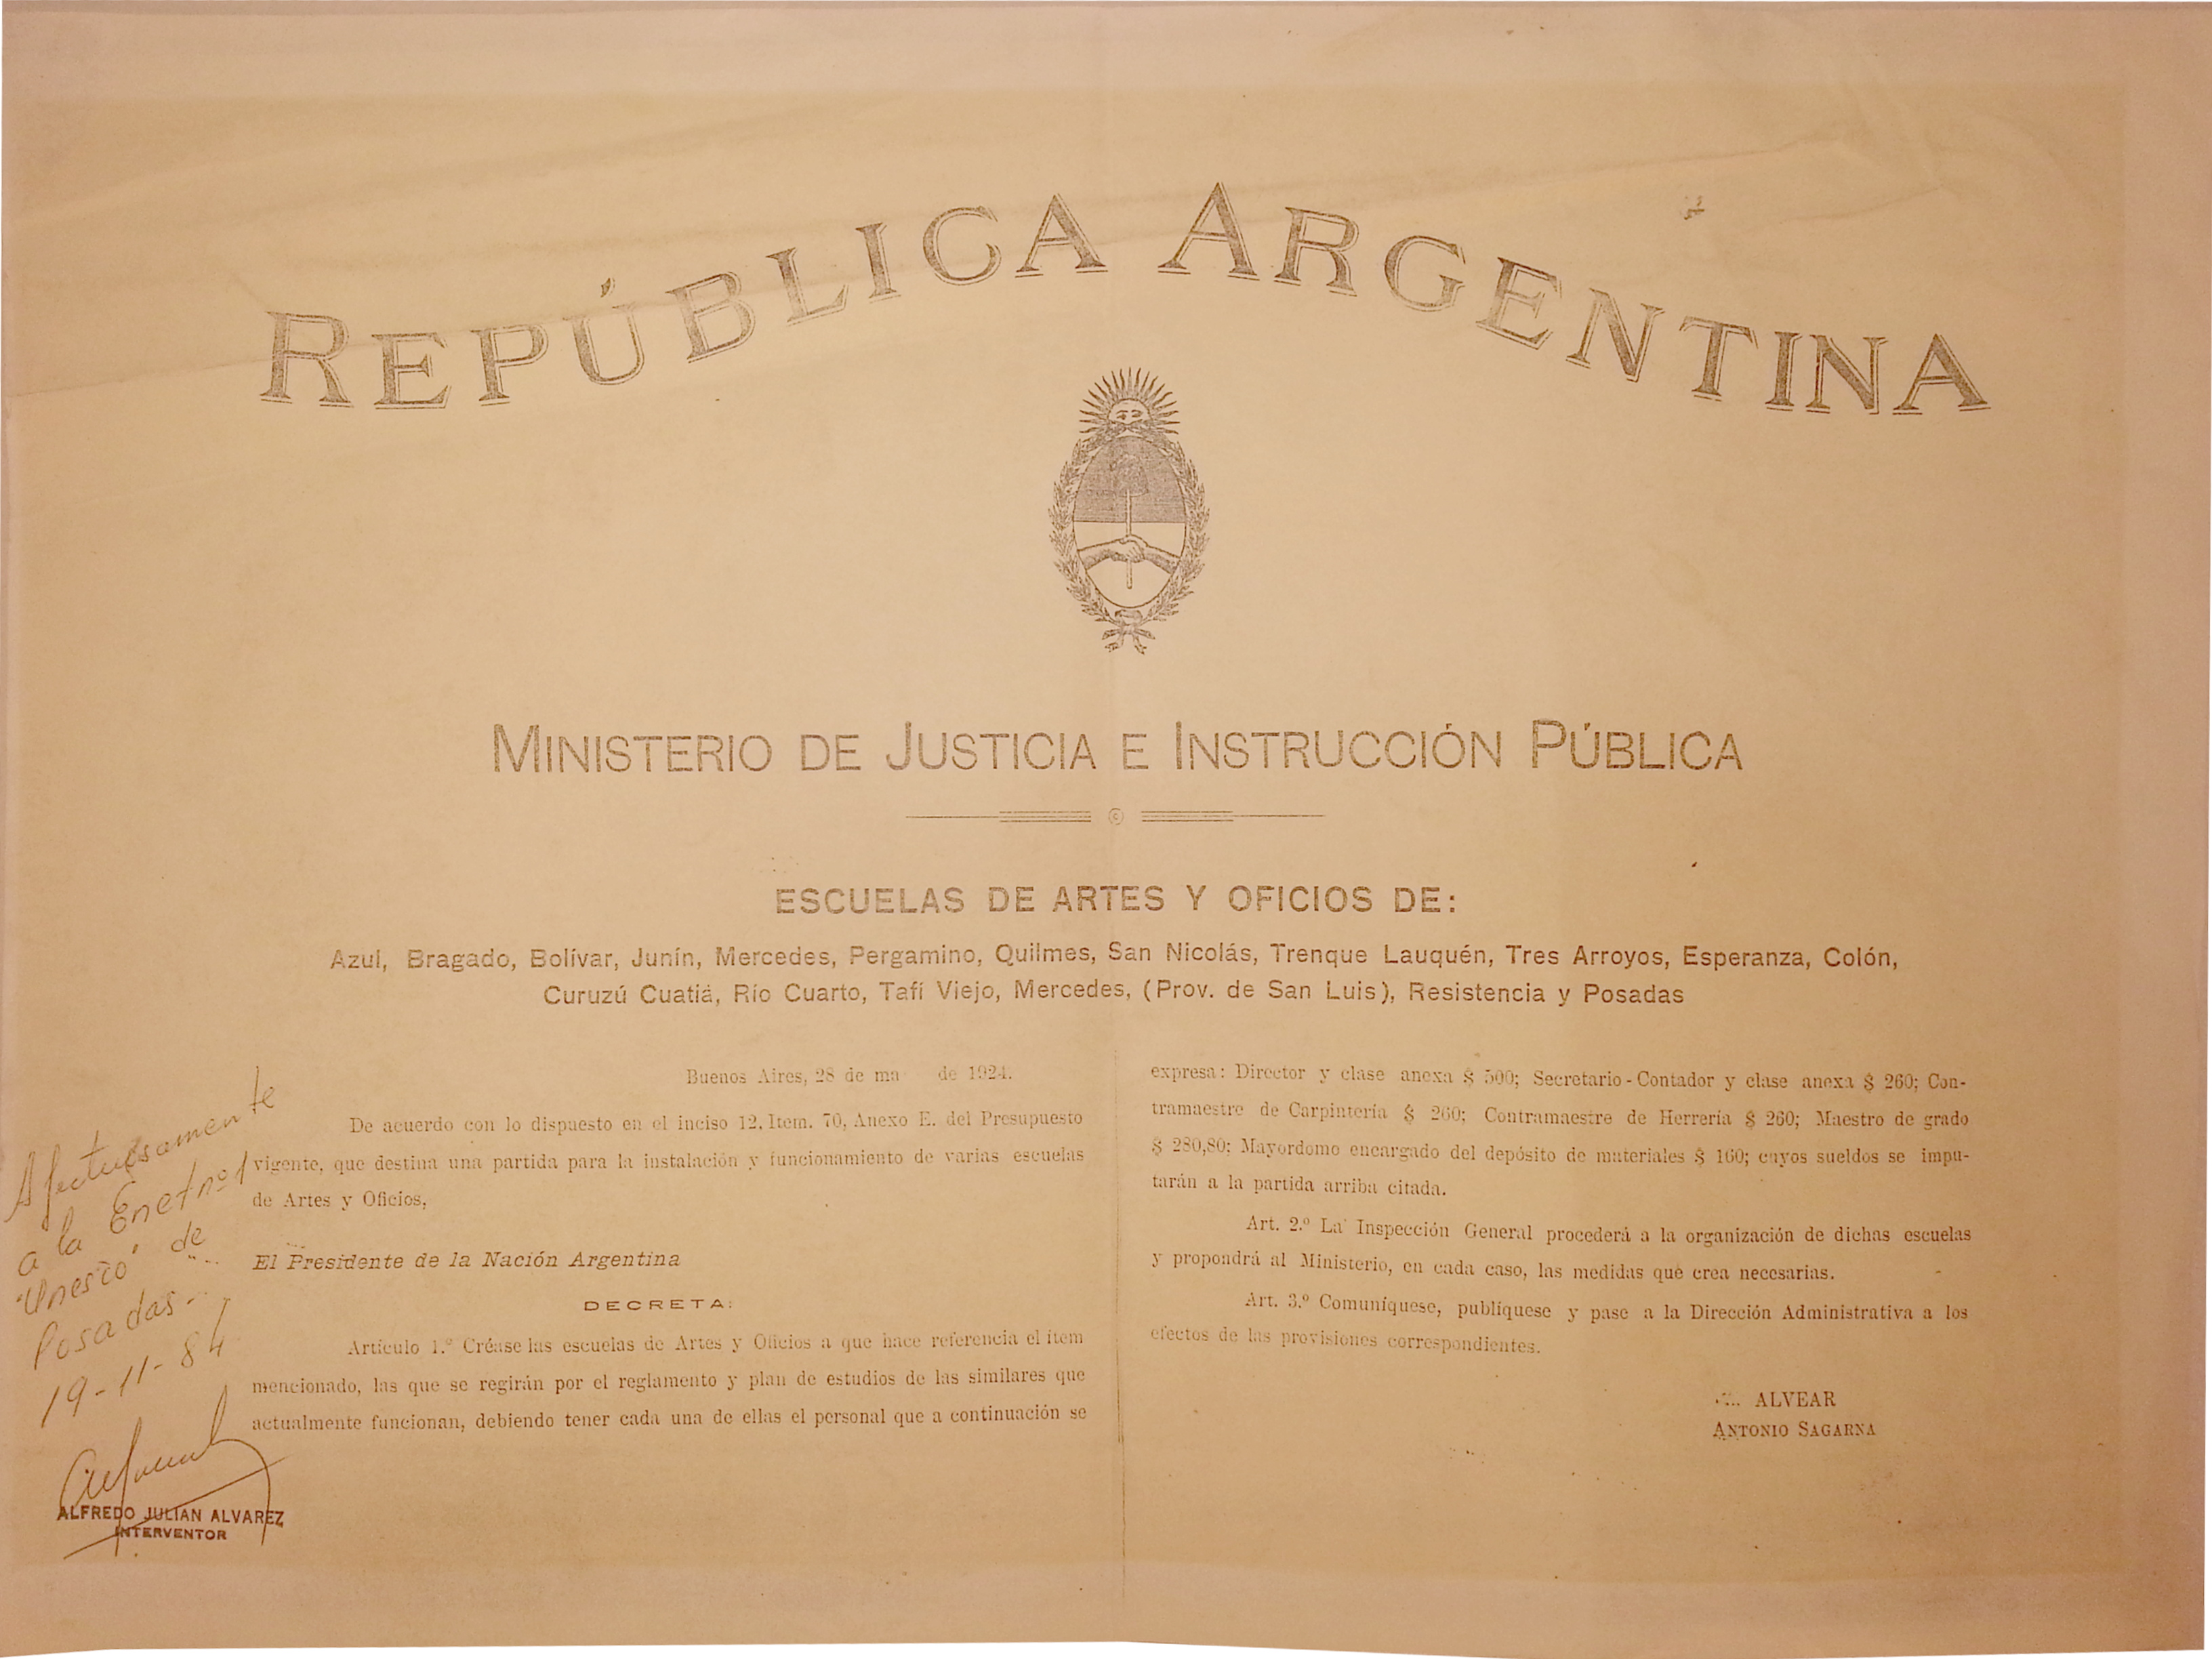 REPÚBLICA ARGENTINA
MINISTERIO DE JUSTICIA E INSTRUCCIÓN PÚBLICA
ESCUELAS DE ARTES Y OFICIOS DE:
Azul, Bragado, Bolívar, Junín, Mercedes, Pergamino, Quilmes, San Nicolás, Trenque Lauquén, Tres Arroyos, Esperanza, Colón,
Curuzú Cuatiá, Río Cuarto, Tafí Viejo, Mercedes, (Prov. de San Luis), Resistencia y Posadas
Buenos Aires, 28 de ma de 1924.
De acuerdo con lo dispuesto en el inciso 12, Item. 70, Anexo E. del Presupuesto
vigente, que destina una partida para la instalación y funcionamiento de varias escuelas
de Artes y Oficios,
El Presidente de la Nación Argentina
DECRETA:
Artículo 1.º Créase las escuelas de Artes y Oficios a que hace referencia el ítem
mencionado, las que se regirán por el reglamento y plan de estudios de las similares que
actualmente funcionan, debiendo tener cada una de ellas el personal que a continuación se
expresa: Director y clase anexa $ 500; Secretario-Contador y clase anexa $ 260; Con-
tramaestre de Carpintería $ 260; Contramaestre de Herrería $ 260; Maestro de grado
$ 280,80; Mayordomo encargado del depósito de materiales $ 160; cuyos sueldos se impu-
tarán a la partida arriba citada.
Art. 2.º La Inspección General procederá a la organización de dichas escuelas
y propondrá al Ministerio, en cada caso, las medidas que crea necesarias.
Art. 3.º Comuníquese, publíquese y pase a la Dirección Administrativa a los
efectos de las provisiones correspondientes.
ALVEAR
ANTONIO SAGARNA
Afectuosamente
a la Enet nº 1
"Unesco" de
Posadas
19-11-84
ALFREDO JULIAN ALVAREZ
INTERVENTOR